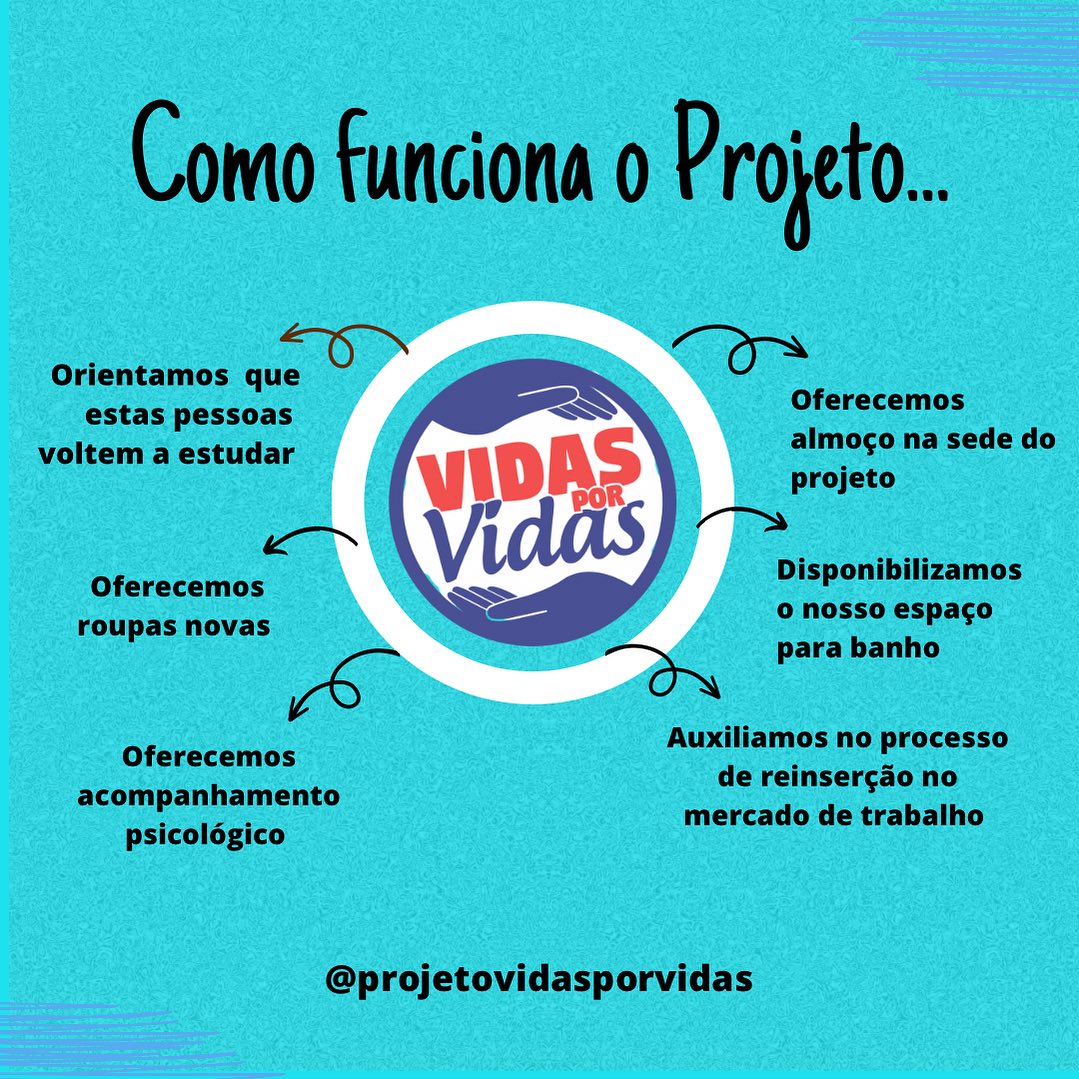 Como funciona o Projeto...
Orientamos que
estas pessoas
voltem a estudar
Oferecemos
roupas novas
Oferecemos
acompanhamento
psicológico
VIDAS
POR
Vidas
Oferecemos
almoço na sede do
projeto
Disponibilizamos
o nosso espaço
para banho
Auxiliamos no processo
de reinserção no
mercado de trabalho
@projetovidasporvidas